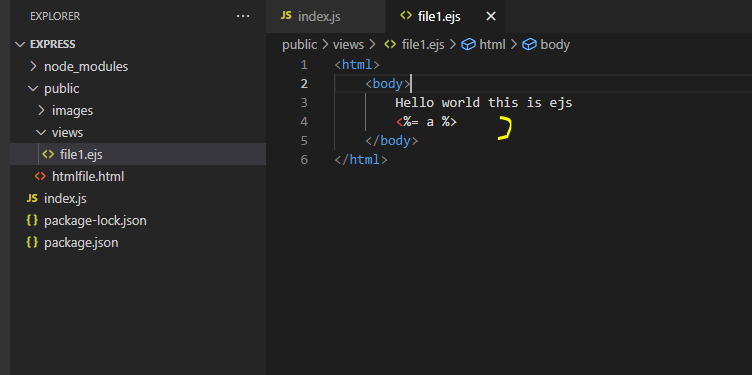 EXPLORER ...
EXPRESS
node_modules
public
images
views
<> file1.ejs
<> htmlfile.html
JS index.js
{} package-lock.json
{} package.json
JS index.js <> file1.ejs ×
public > views > <> file1.ejs > html > body
1 <html>
2 <body>
3 Hello world this is ejs
4 <%= a %>
5 </body>
6 </html>